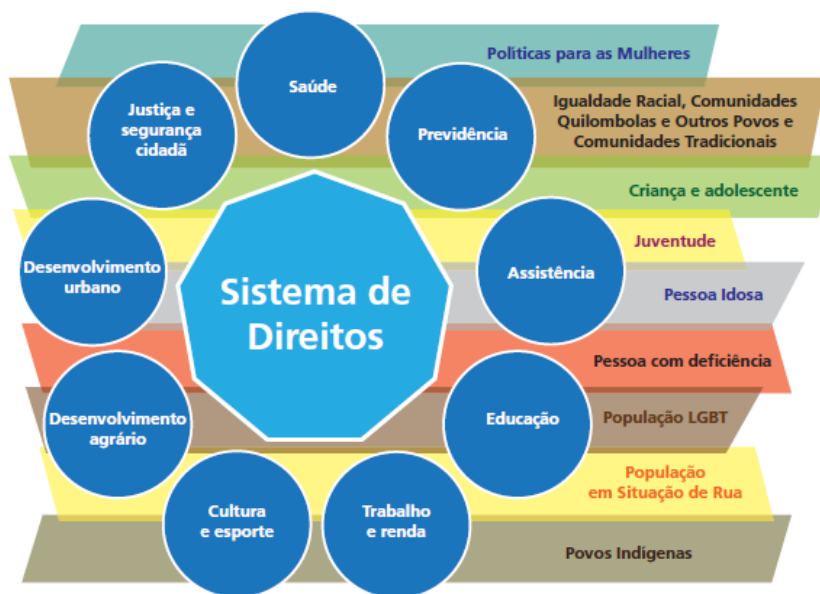 Políticas para as Mulheres
Saúde
Justiça e
segurança
cidadã
Previdência
Igualdade Racial, Comunidades
Quilombolas e Outros Povos e
Comunidades Tradicionais
Criança e adolescente
Juventude
Desenvolvimento
urbano
Sistema de
Direitos
Assistência
Pessoa Idosa
Pessoa com deficiência
Desenvolvimento
agrário
Educação
População LGBT
População
em Situação de Rua
Cultura
e esporte
Trabalho
e renda
Povos Indígenas